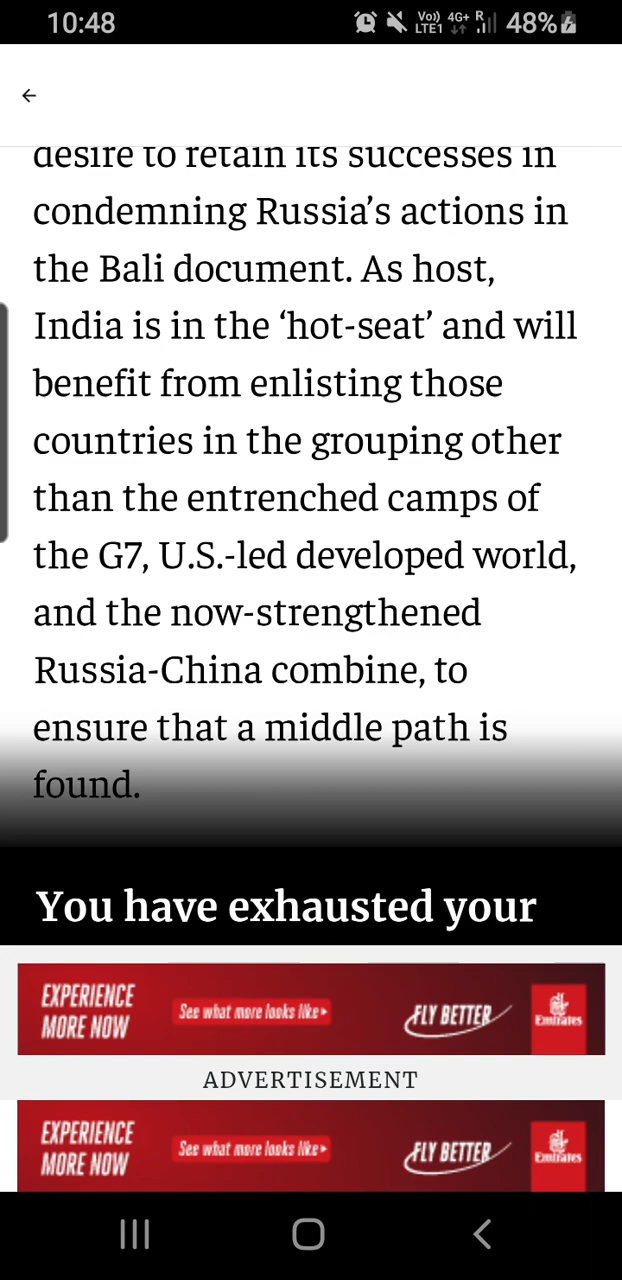 10:48
Vo)) 4G+ R
LTE1
48%
desire to retain its successes in
condemning Russia’s actions in
the Bali document. As host,
India is in the ‘hot-seat’ and will
benefit from enlisting those
countries in the grouping other
than the entrenched camps of
the G7, U.S.-led developed world,
and the now-strengthened
Russia-China combine, to
ensure that a middle path is
found.
You have exhausted your
EXPERIENCE
MORE NOW
See what more looks like
FLY BETTER
Emirates
ADVERTISEMENT
EXPERIENCE
MORE NOW
See what more looks like
FLY BETTER
Emirates